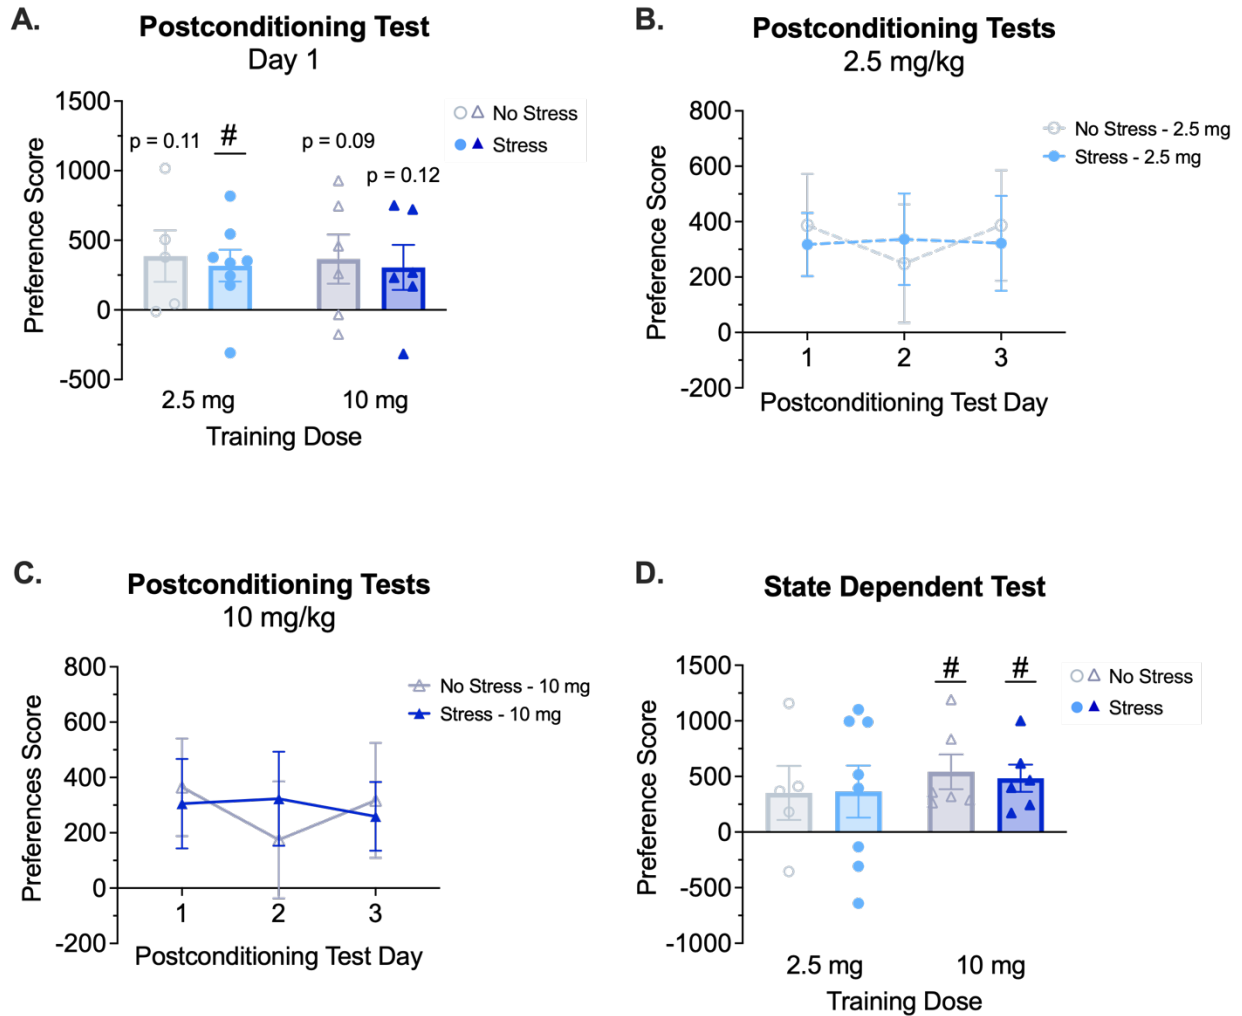 A.
Postconditioning Test
Day 1
Preference Score
1500
1000
500
0
-500
p = 0.11
#
p = 0.09
p = 0.12
No Stress
Stress
2.5 mg
10 mg
Training Dose
B.
Postconditioning Tests
2.5 mg/kg
Preference Score
800
600
400
200
0
-200
1 2 3
Postconditioning Test Day
No Stress - 2.5 mg
Stress - 2.5 mg
C.
Postconditioning Tests
10 mg/kg
Preferences Score
800
600
400
200
0
-200
1 2 3
Postconditioning Test Day
No Stress - 10 mg
Stress - 10 mg
D.
State Dependent Test
Preference Score
1500
1000
500
0
-500
-1000
# #
No Stress
Stress
2.5 mg
10 mg
Training Dose